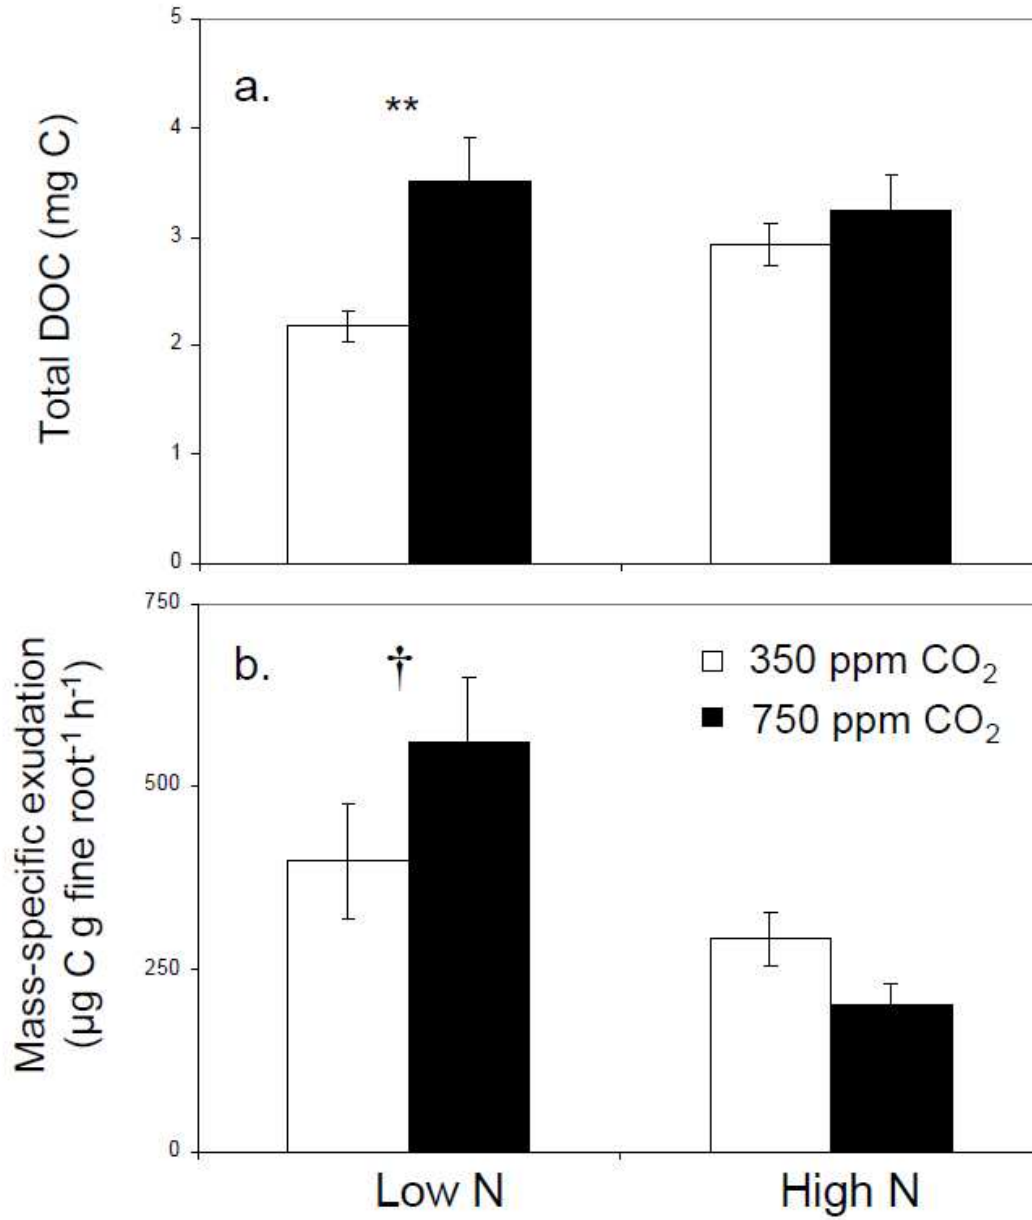 Total DOC (mg C)
5
4
3
2
1
0
a.
**
Mass-specific exudation
(µg C g fine root⁻¹ h⁻¹)
750
500
250
0
b.
†
350 ppm CO₂
750 ppm CO₂
Low N
High N